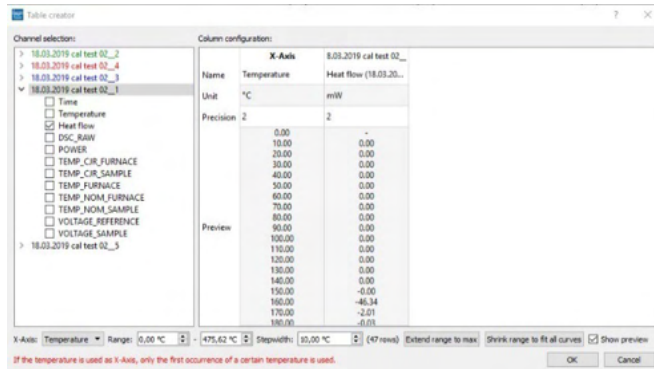 Table creator
? X
Channel selection:
Column configuration:
> 18.03.2019 cal test 02__2
> 18.03.2019 cal test 02__4
> 18.03.2019 cal test 02__3
18.03.2019 cal test 02__1
Time
Temperature
Heat flow
DSC_RAW
POWER
TEMP_CJR_FURNACE
TEMP_CJR_SAMPLE
TEMP_FURNACE
TEMP_NOM_FURNACE
TEMP_NOM_SAMPLE
VOLTAGE_REFERENCE
VOLTAGE_SAMPLE
> 18.03.2019 cal test 02__5
X-Axis 8.03.2019 cal test 02__
Name Temperature Heat flow (18.03.20...
Unit °C mW
Precision 2 2
Preview
0.00 -
10.00 0.00
20.00 0.00
30.00 0.00
40.00 0.00
50.00 0.00
60.00 0.00
70.00 0.00
80.00 0.00
90.00 0.00
100.00 0.00
110.00 0.00
120.00 0.00
130.00 0.00
140.00 0.00
150.00 -0.00
160.00 -46.34
170.00 -2.01
180.00 -0.03
X-Axis: Temperature Range: 0,00 °C - 475,62 °C Stepwidth: 10,00 °C (47 rows) Extend range to max Shrink range to fit all curves Show preview
If the temperature is used as X-Axis, only the first occurrence of a certain temperature is used.
OK Cancel